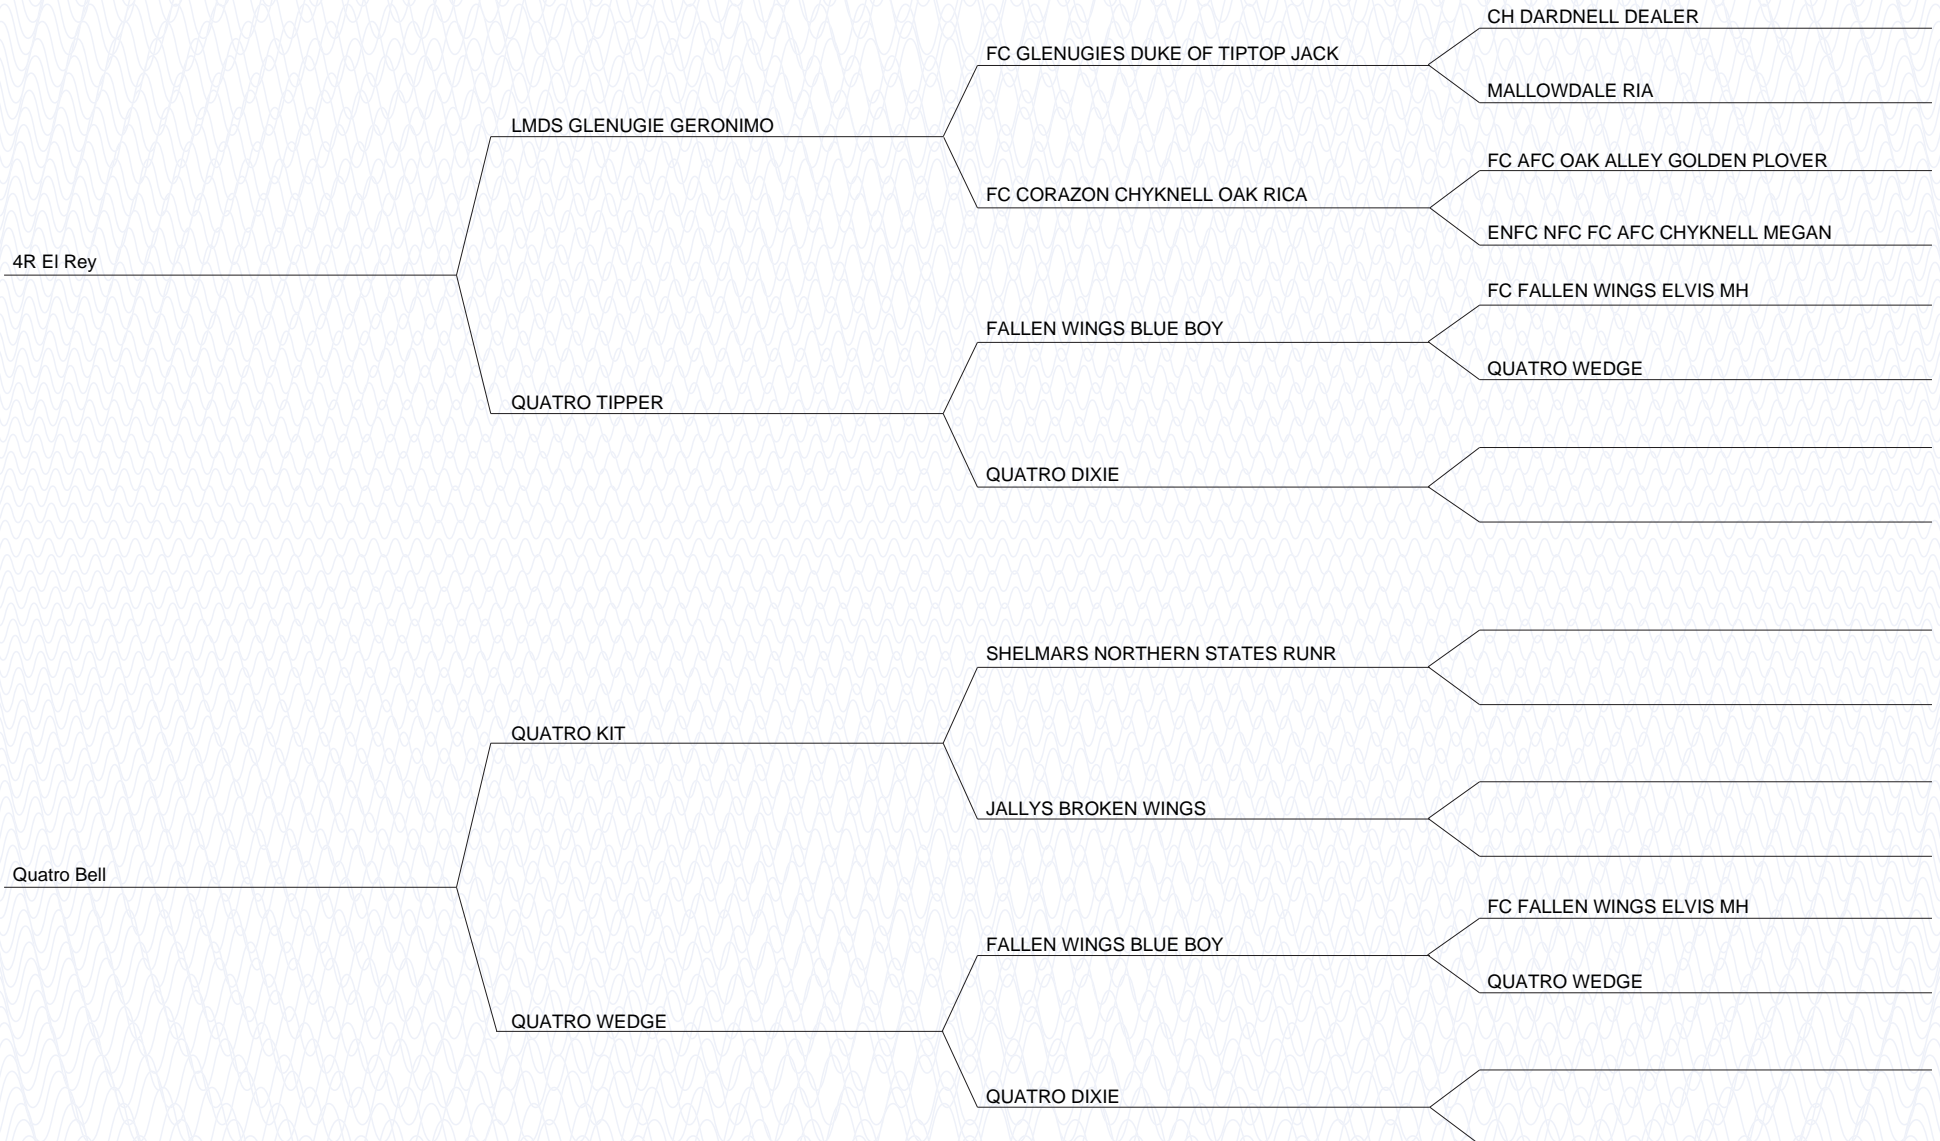 CH DARDNELL DEALER
FC GLENUGIES DUKE OF TIPTOP JACK
MALLOWDALE RIA
LMDS GLENUGIE GERONIMO
FC AFC OAK ALLEY GOLDEN PLOVER
FC CORAZON CHYKNELL OAK RICA
ENFC NFC FC AFC CHYKNELL MEGAN
4R El Rey
FC FALLEN WINGS ELVIS MH
FALLEN WINGS BLUE BOY
QUATRO WEDGE
QUATRO TIPPER
QUATRO DIXIE
SHELMARS NORTHERN STATES RUNR
QUATRO KIT
JALLYS BROKEN WINGS
Quatro Bell
FC FALLEN WINGS ELVIS MH
FALLEN WINGS BLUE BOY
QUATRO WEDGE
QUATRO WEDGE
QUATRO DIXIE